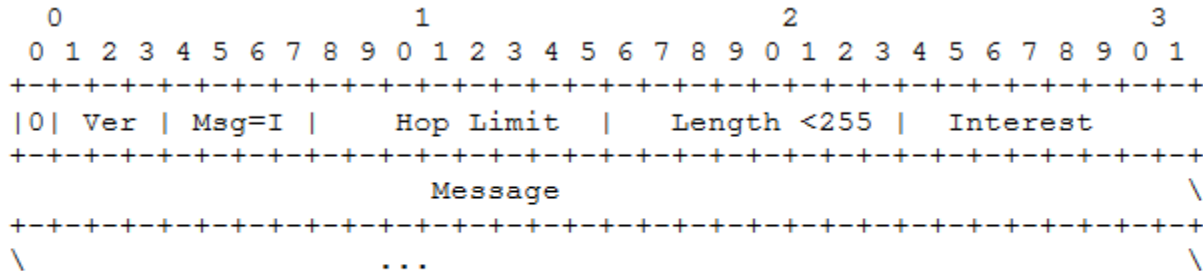 0                   1                   2                   3
 0 1 2 3 4 5 6 7 8 9 0 1 2 3 4 5 6 7 8 9 0 1 2 3 4 5 6 7 8 9 0 1
+-+-+-+-+-+-+-+-+-+-+-+-+-+-+-+-+-+-+-+-+-+-+-+-+-+-+-+-+-+-+-+-+
|0| Ver | Msg=I |    Hop Limit  |   Length <255 |  Interest
+-+-+-+-+-+-+-+-+-+-+-+-+-+-+-+-+-+-+-+-+-+-+-+-+-+-+-+-+-+-+-+-+
                       Message                                  \
+-+-+-+-+-+-+-+-+-+-+-+-+-+-+-+-+-+-+-+-+-+-+-+-+-+-+-+-+-+-+-+-+
\                   ...                                         \